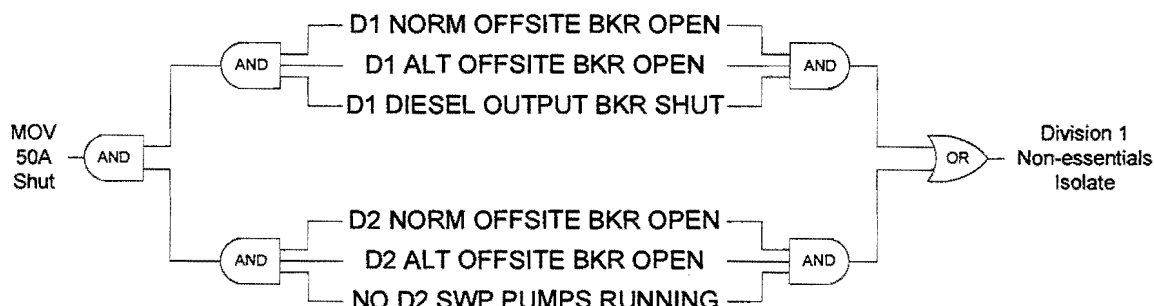 D1 NORM OFFSITE BKR OPEN
AND
D1 ALT OFFSITE BKR OPEN
AND
D1 DIESEL OUTPUT BKR SHUT
MOV
50A
Shut
AND
OR
Division 1
Non-essentials
Isolate
D2 NORM OFFSITE BKR OPEN
AND
D2 ALT OFFSITE BKR OPEN
AND
NO D2 SWP PUMPS RUNNING